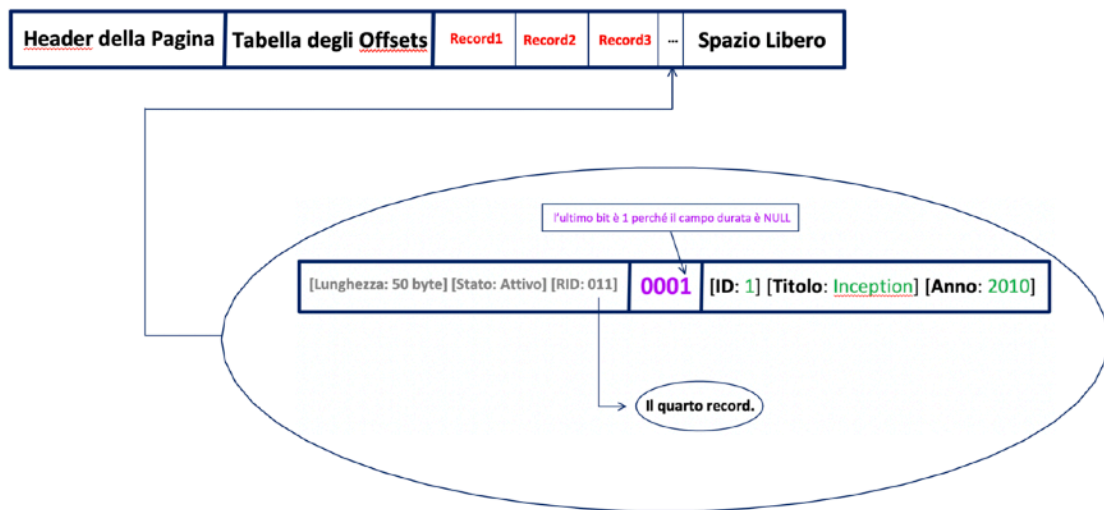 Header della Pagina Tabella degli Offsets Record1 Record2 Record3 ... Spazio Libero
l'ultimo bit è 1 perché il campo durata è NULL
[Lunghezza: 50 byte] [Stato: Attivo] [RID: 011] 0001 [ID: 1] [Titolo: Inception] [Anno: 2010]
Il quarto record.